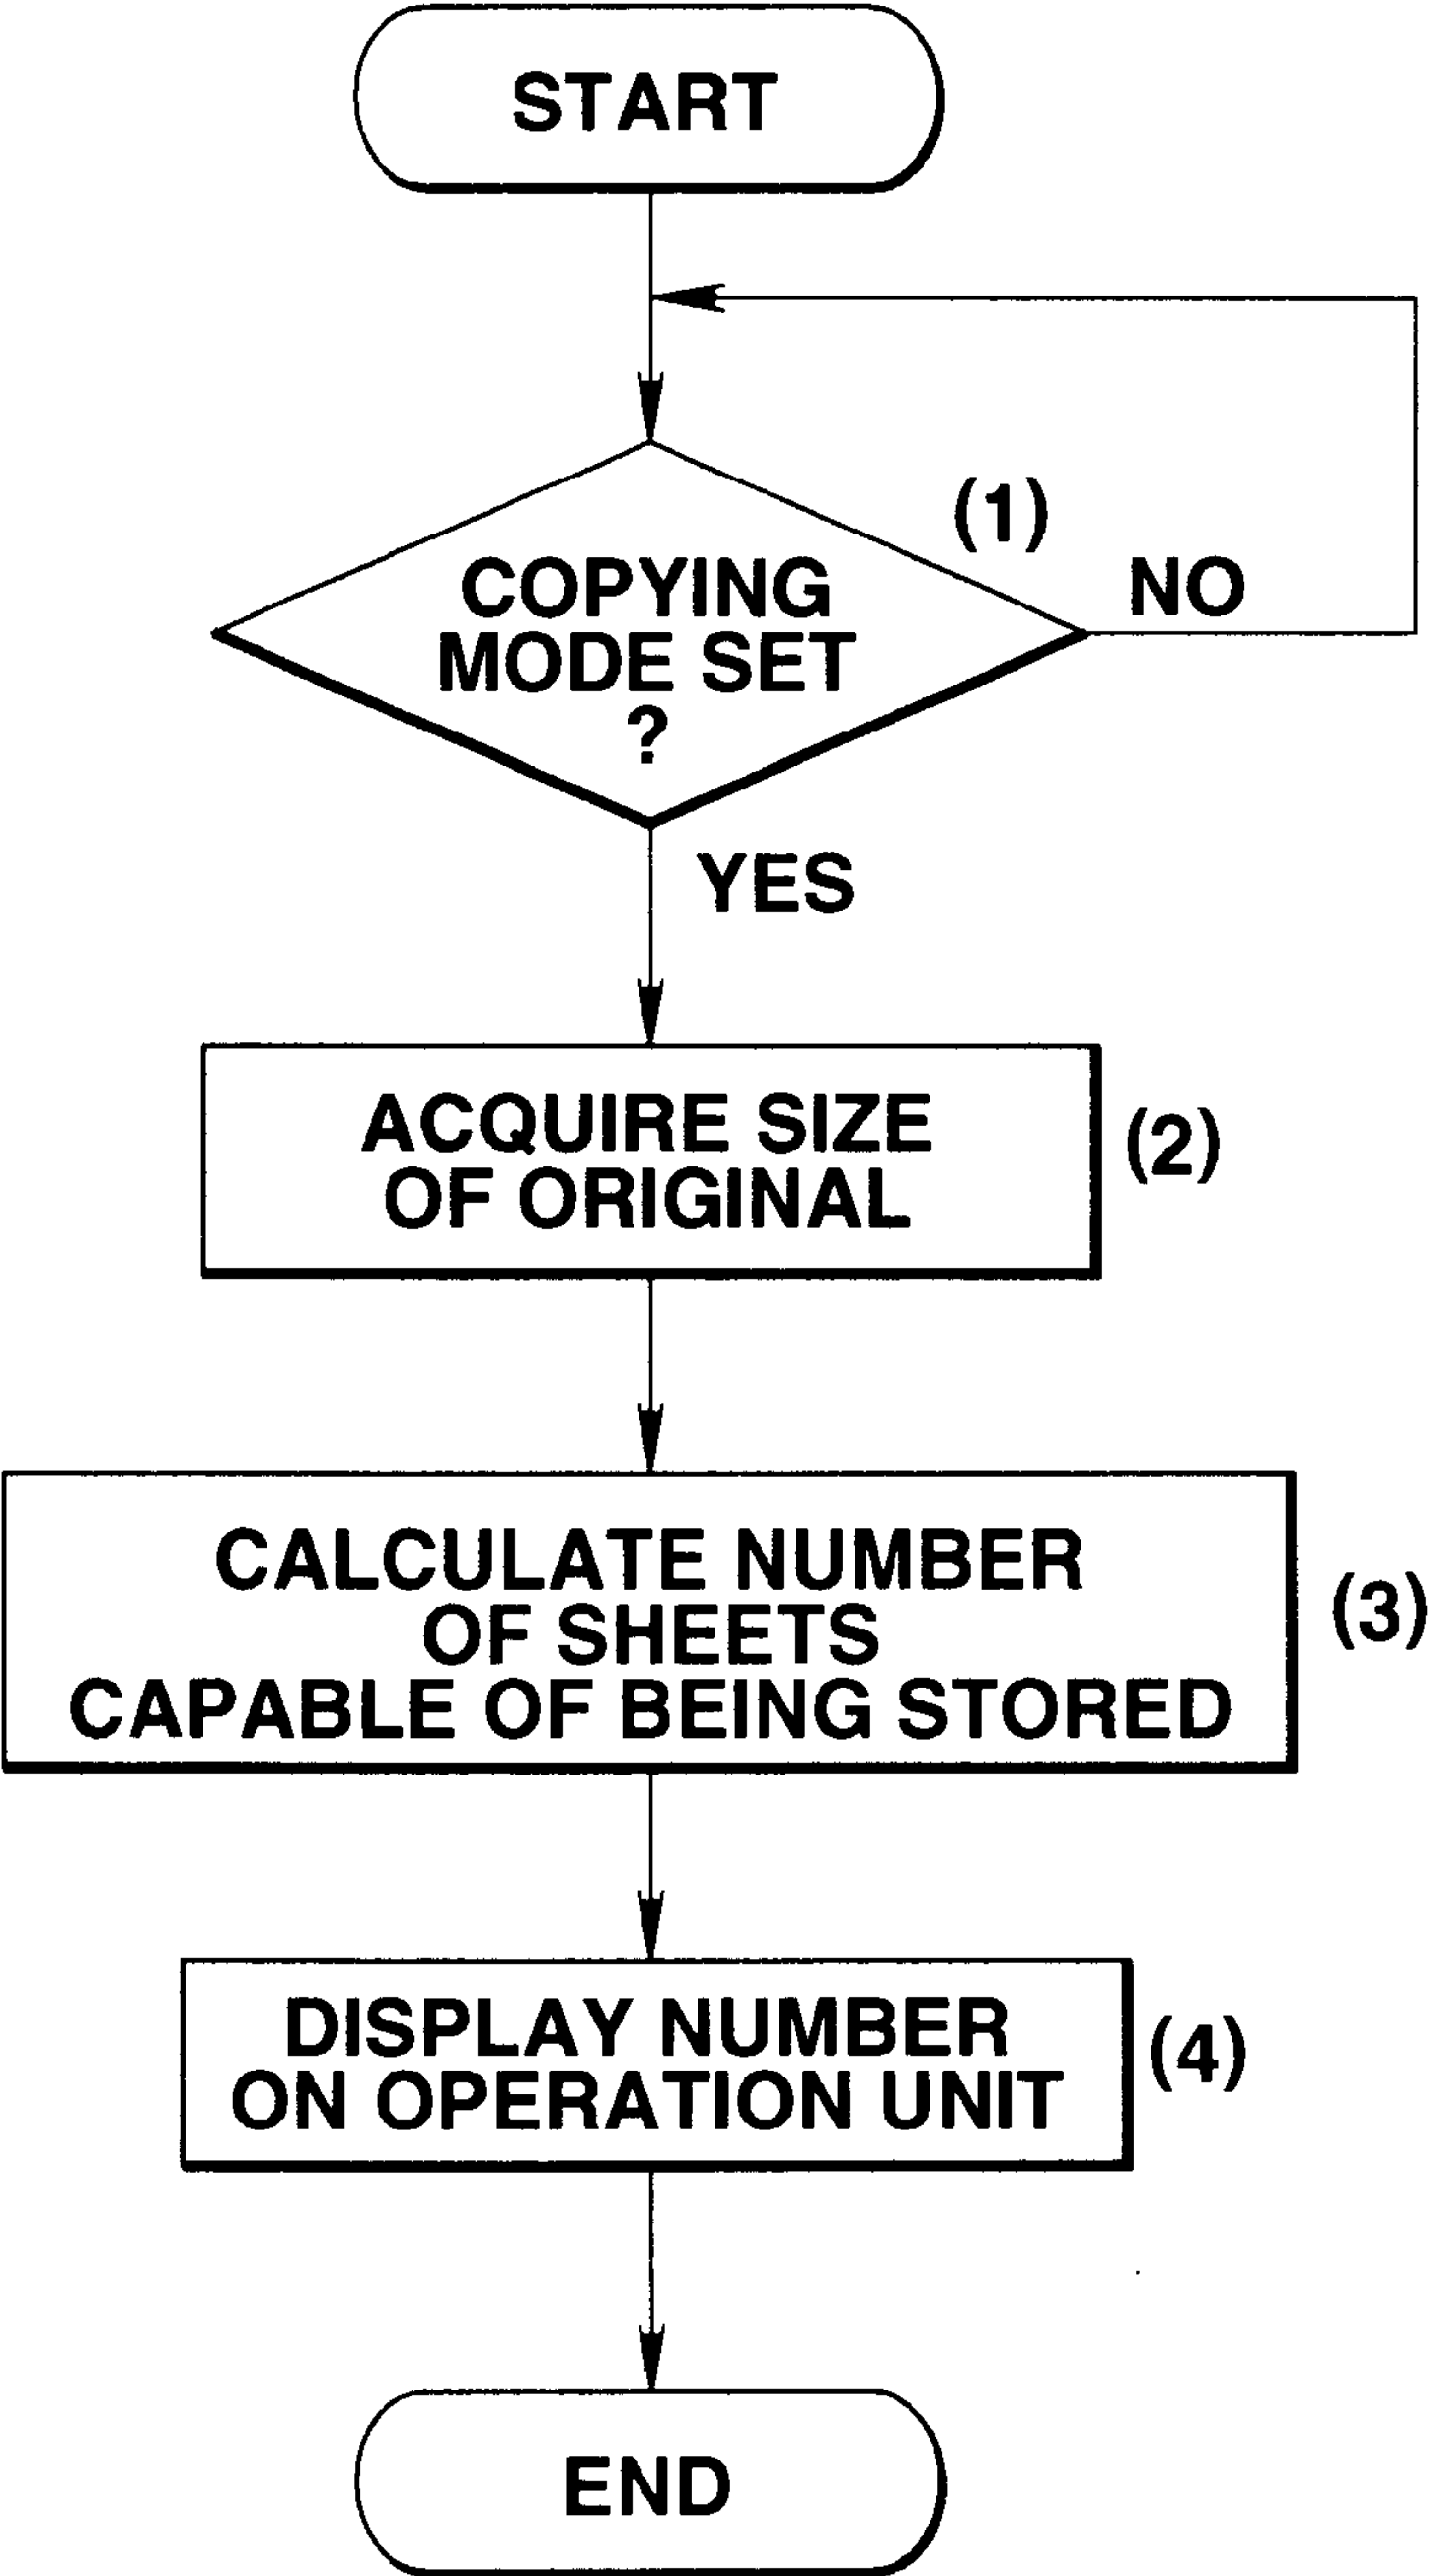 START
(1)
COPYING
MODE SET
?
NO
YES
ACQUIRE SIZE
OF ORIGINAL
(2)
CALCULATE NUMBER
OF SHEETS
CAPABLE OF BEING STORED
(3)
DISPLAY NUMBER
ON OPERATION UNIT
(4)
END